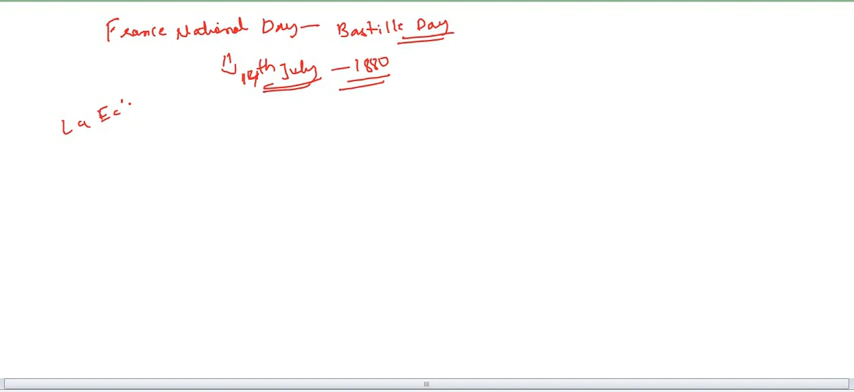 France National Day — Bastille Day
14th July — 1880
La Ec